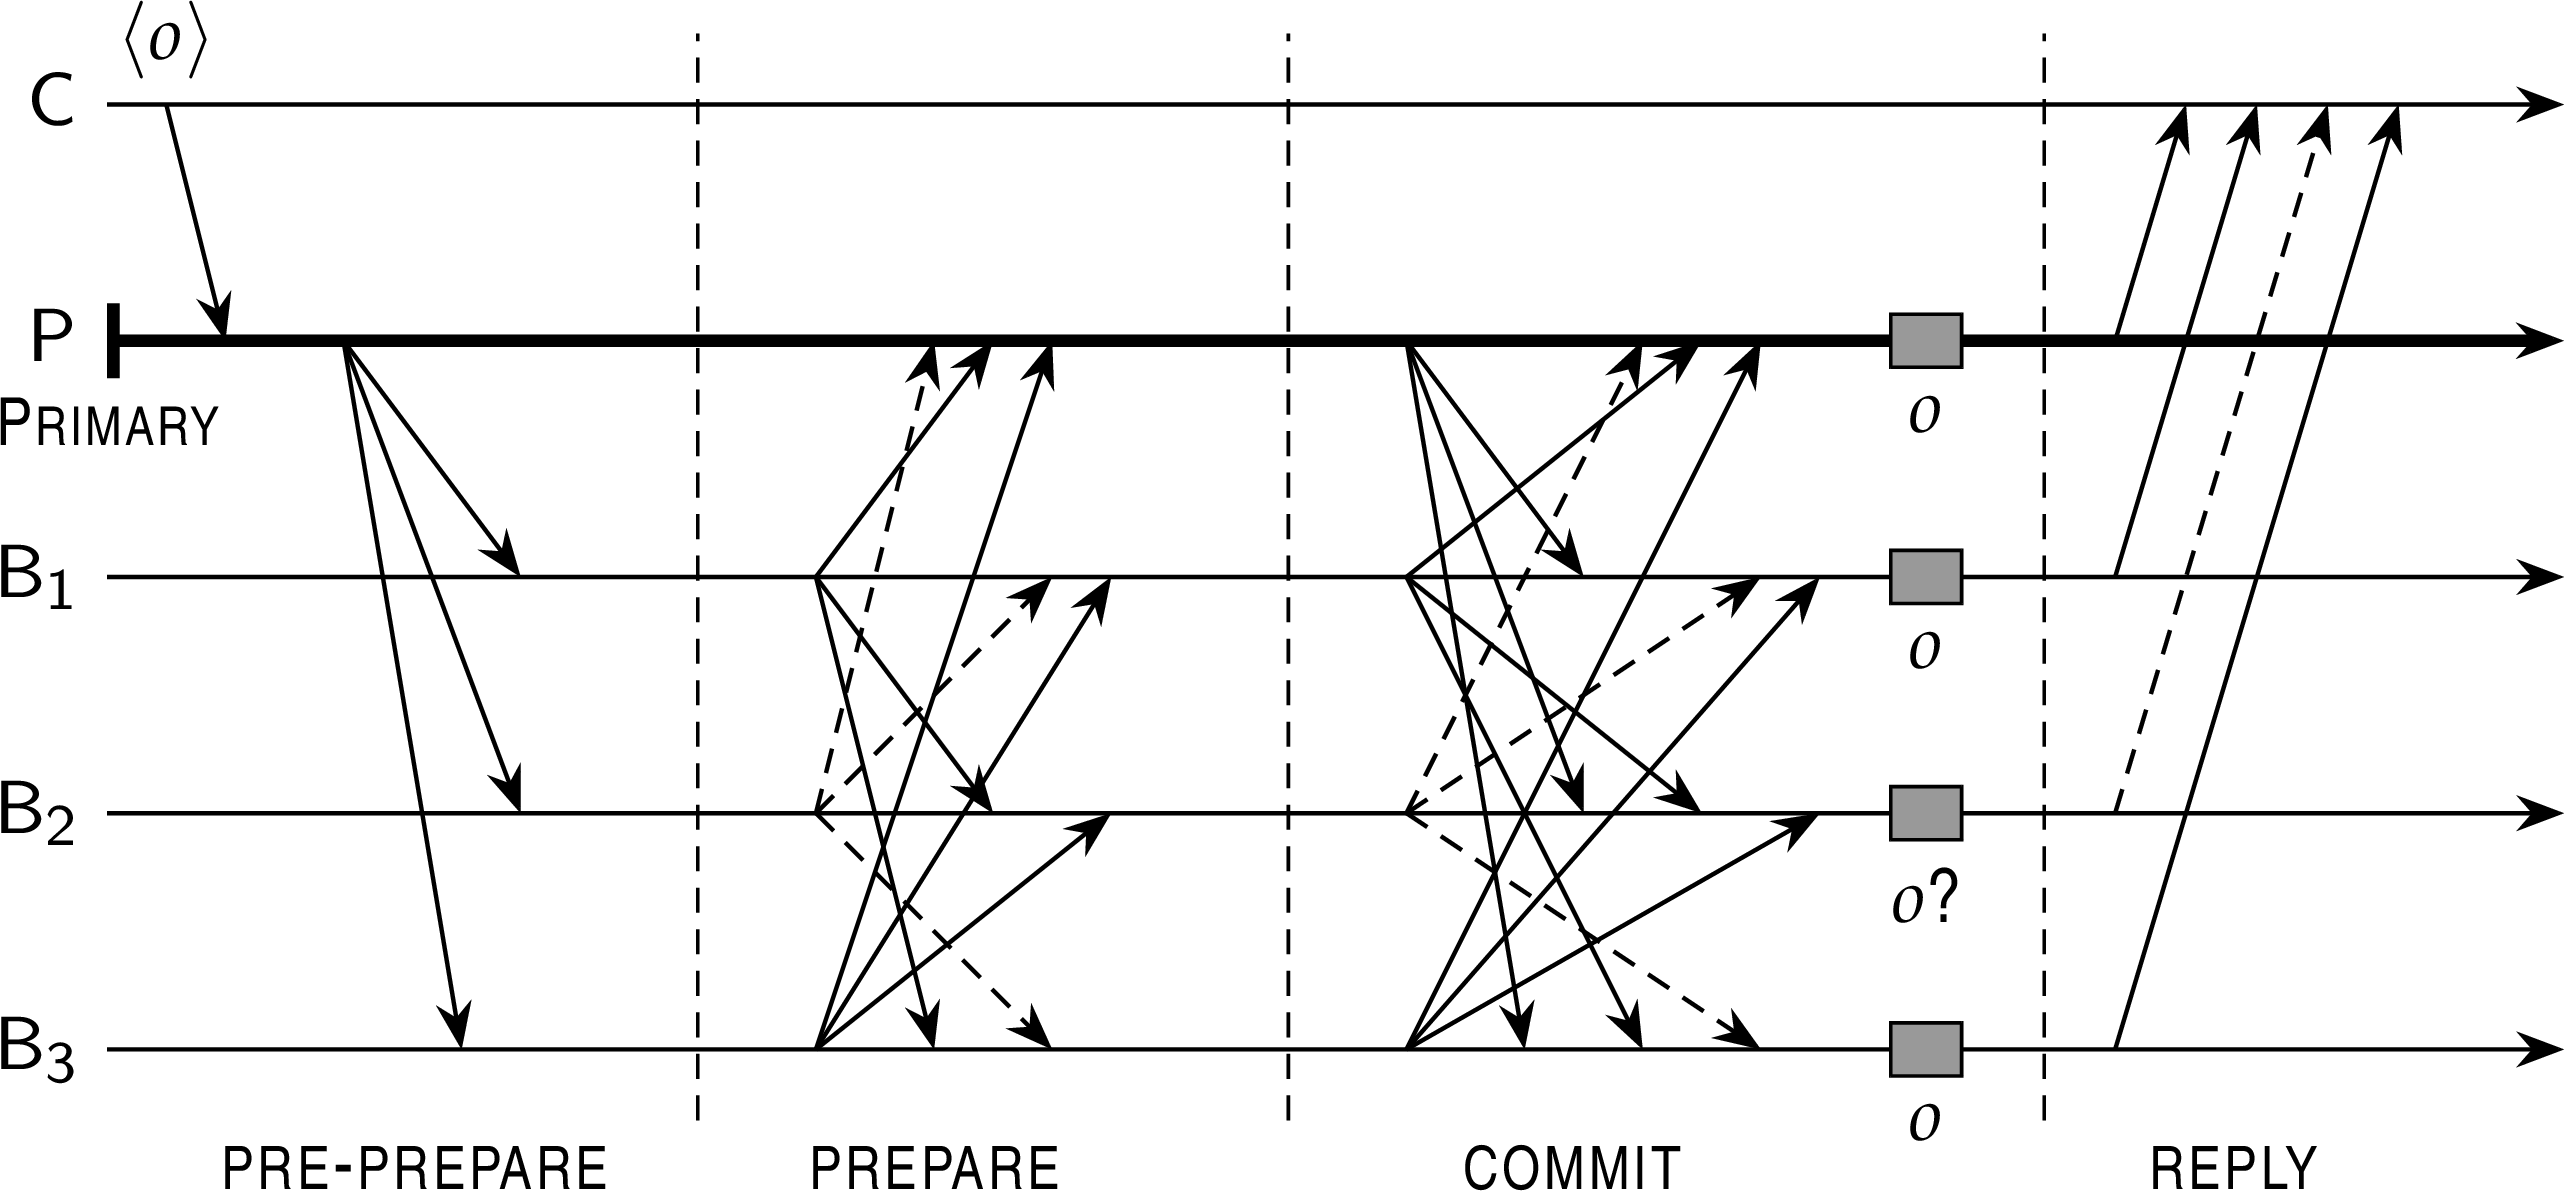 ⟨o⟩
C
P
PRIMARY
o
B1
o
B2
o?
B3
o
PRE-PREPARE PREPARE COMMIT REPLY